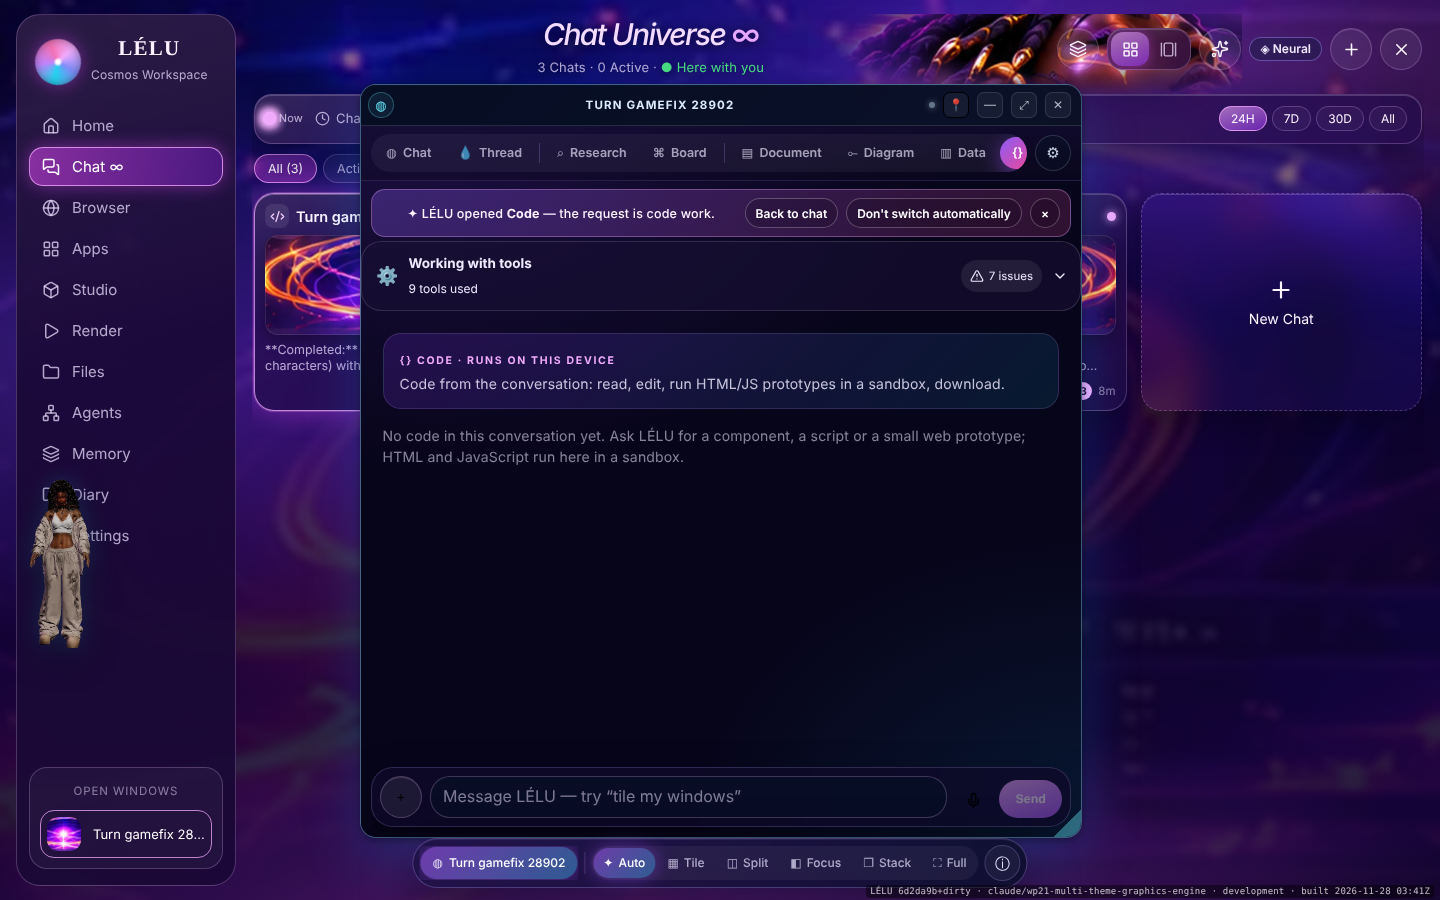 LÉLU
Cosmos Workspace
Home
Chat ∞
Browser
Apps
Studio
Render
Files
Agents
Memory
Diary
ettings
OPEN WINDOWS
Turn gamefix 28...
Chat Universe ∞
3 Chats · 0 Active · ● Here with you
◈ Neural
Now
Cha
24H
7D
30D
All
All (3)
Acti
Turn gam
**Completed:**
characters) with
8m
New Chat
TURN GAMEFIX 28902
Chat
Thread
Research
⌘ Board
Document
Diagram
Data
{}
✦ LÉLU opened Code — the request is code work.
Back to chat
Don't switch automatically
×
Working with tools
9 tools used
7 issues
{} CODE · RUNS ON THIS DEVICE
Code from the conversation: read, edit, run HTML/JS prototypes in a sandbox, download.
No code in this conversation yet. Ask LÉLU for a component, a script or a small web prototype;
HTML and JavaScript run here in a sandbox.
Message LÉLU — try “tile my windows”
Send
Turn gamefix 28902
✦ Auto
Tile
Split
Focus
Stack
Full
LÉLU 6d2da9b+dirty · claude/wp21-multi-theme-graphics-engine · development · built 2026-11-28 03:41Z